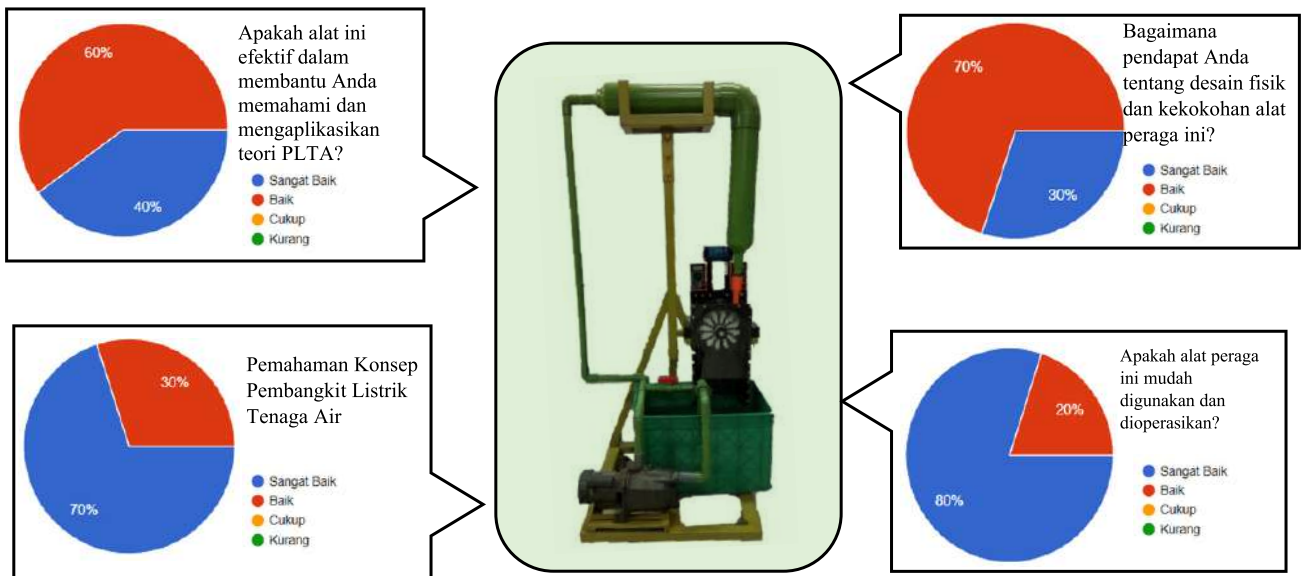 60%
40%
Apakah alat ini
efektif dalam
membantu Anda
memahami dan
mengaplikasikan
teori PLTA?
Sangat Baik
Baik
Cukup
Kurang
70%
30%
Bagaimana
pendapat Anda
tentang desain fisik
dan kekokohan alat
peraga ini?
Sangat Baik
Baik
Cukup
Kurang
30%
70%
Pemahaman Konsep
Pembangkit Listrik
Tenaga Air
Sangat Baik
Baik
Cukup
Kurang
20%
80%
Apakah alat peraga
ini mudah
digunakan dan
dioperasikan?
Sangat Baik
Baik
Cukup
Kurang